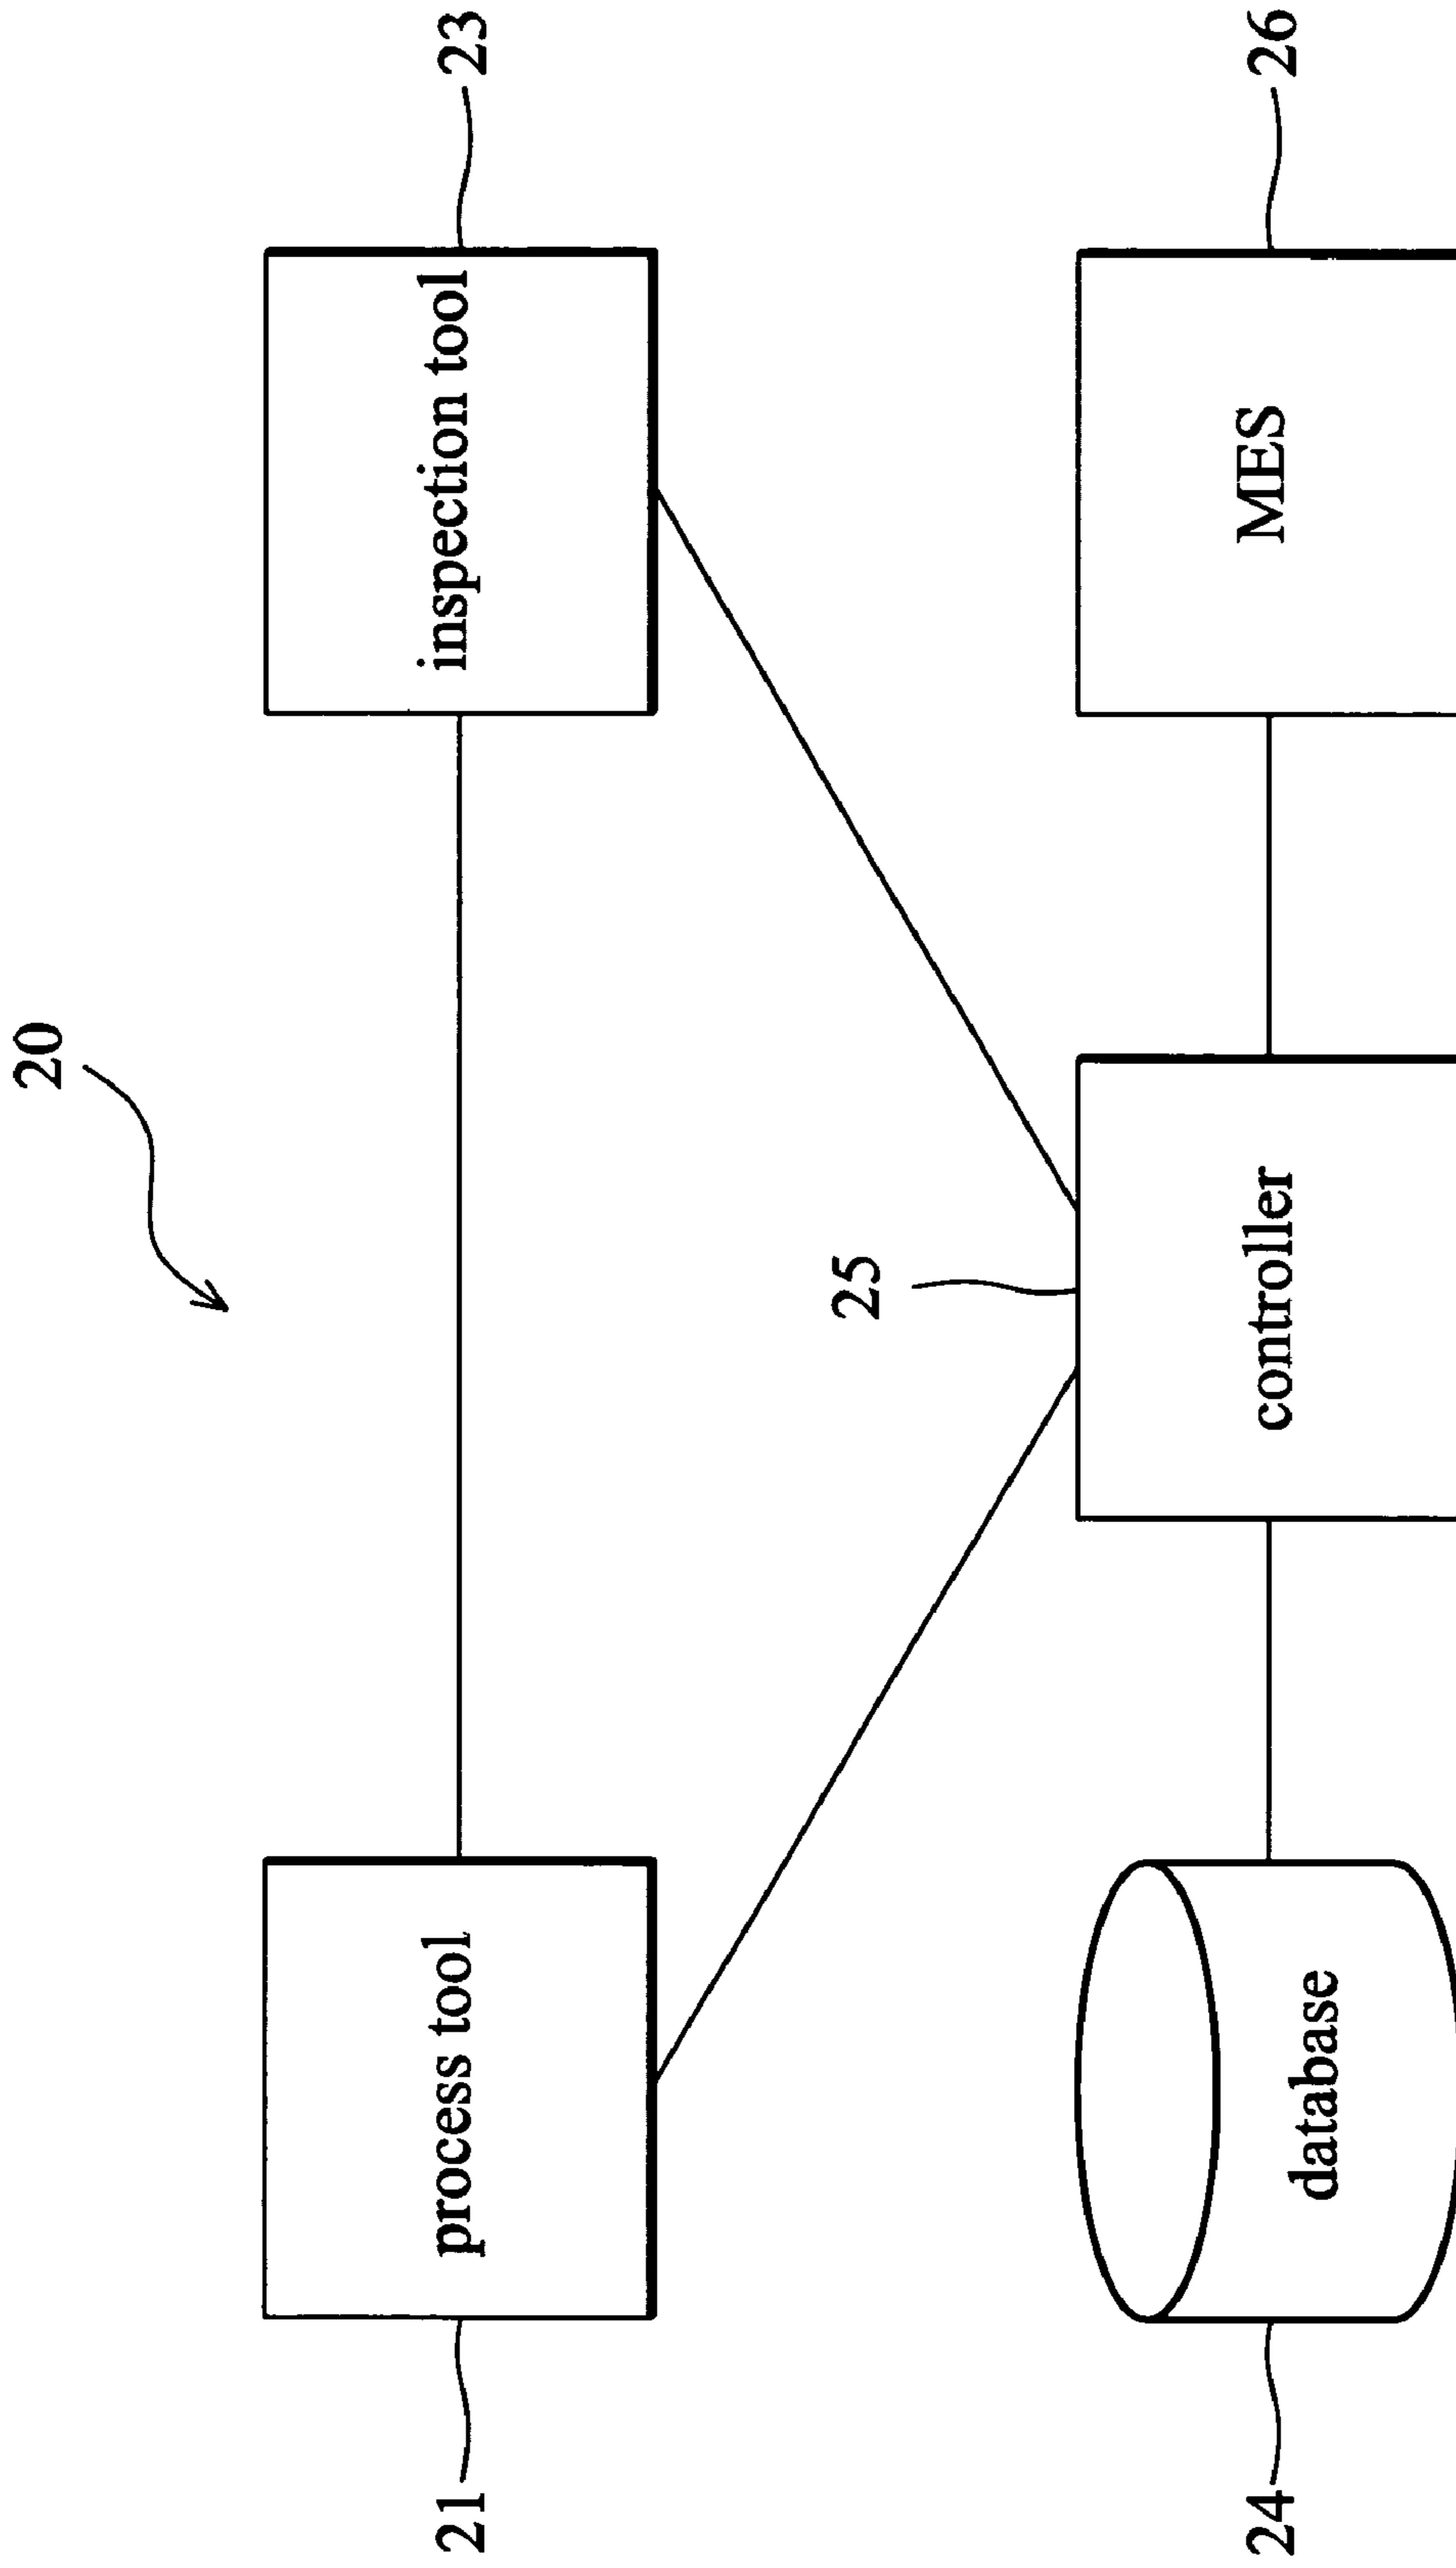 20
21
process tool
inspection tool
23
25
24
database
controller
MES
26